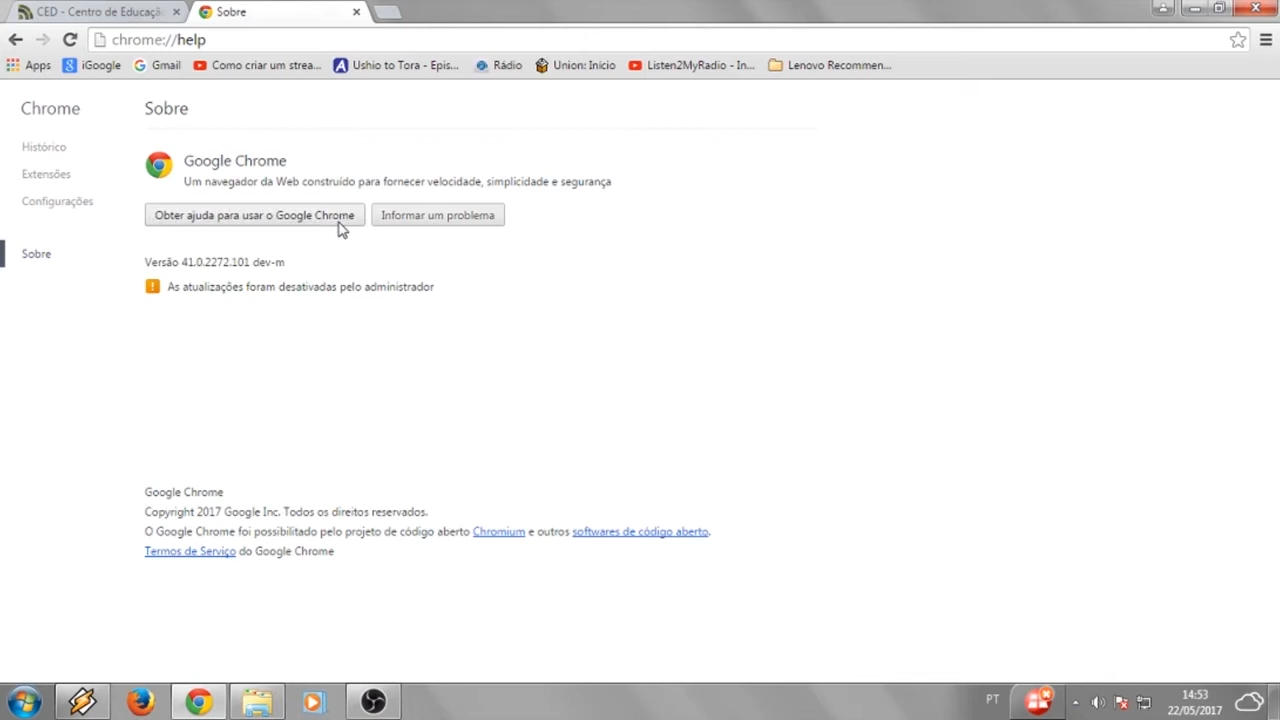 CED - Centro de Educaçã
Sobre
chrome://help
Apps
iGoogle
Gmail
Como criar um strea...
Ushio to Tora - Epis...
Rádio
Union: Inicio
Listen2MyRadio - In...
Lenovo Recommen...
Chrome
Sobre
Histórico
Extensões
Configurações
Sobre
Google Chrome
Um navegador da Web construído para fornecer velocidade, simplicidade e segurança
Obter ajuda para usar o Google Chrome
Informar um problema
Versão 41.0.2272.101 dev-m
As atualizações foram desativadas pelo administrador
Google Chrome
Copyright 2017 Google Inc. Todos os direitos reservados.
O Google Chrome foi possibilitado pelo projeto de código aberto Chromium e outros softwares de código aberto.
Termos de Serviço do Google Chrome
PT
14:53
22/05/2017